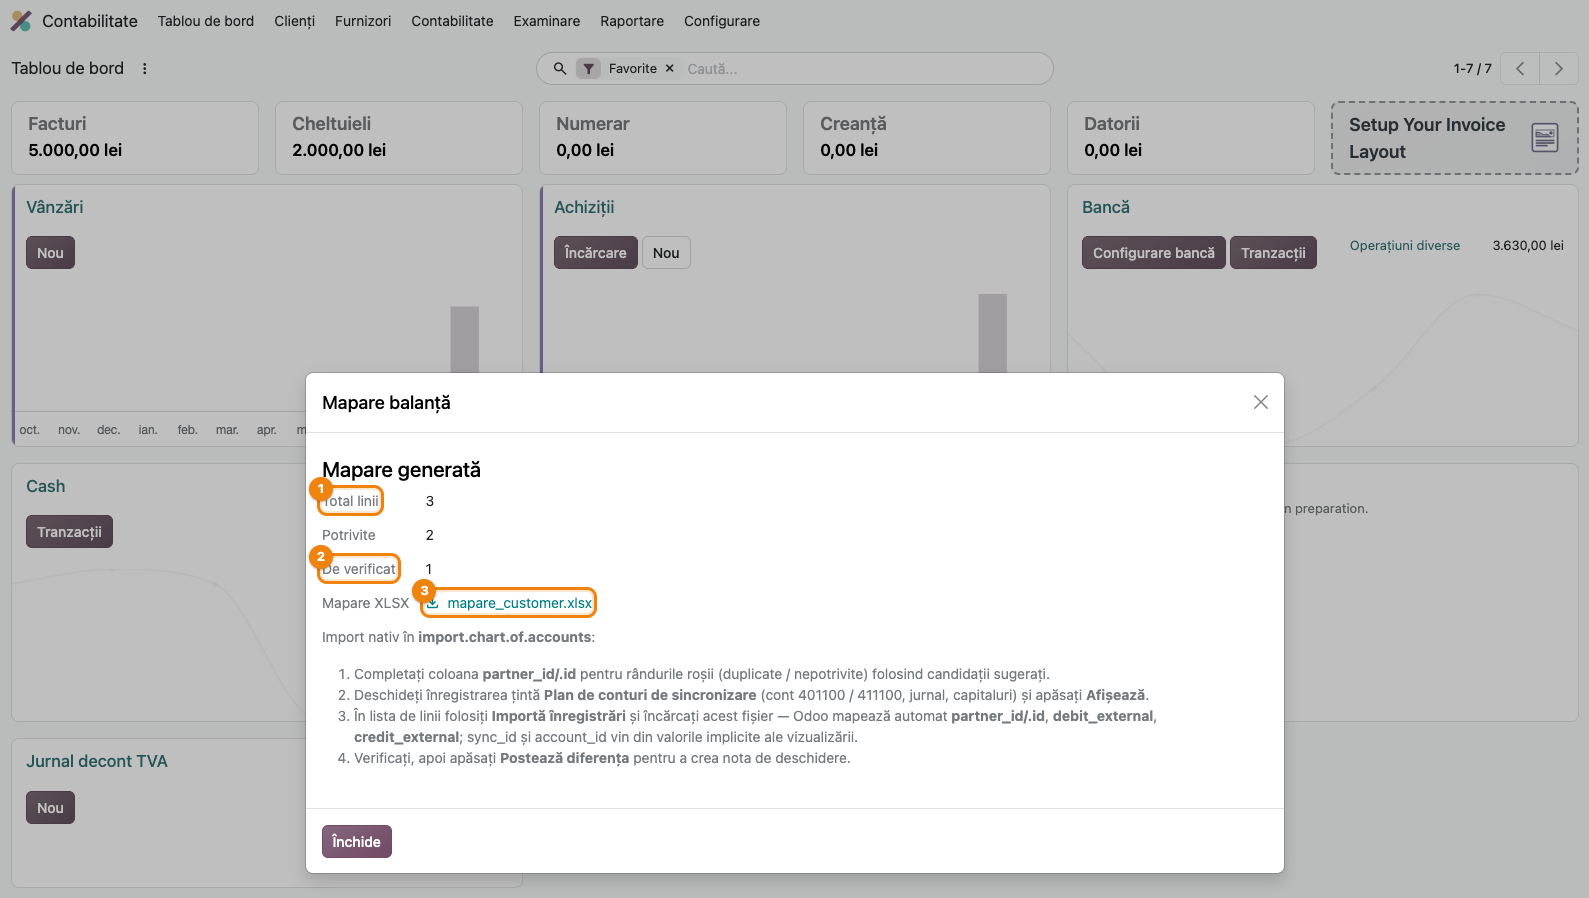 Contabilitate Tablou de bord Clienți Furnizori Contabilitate Examinare Raportare Configurare
Tablou de bord Favorite Caută... 1-7 / 7
Facturi
5.000,00 lei
Cheltuieli
2.000,00 lei
Numerar
0,00 lei
Creanță
0,00 lei
Datorii
0,00 lei
Setup Your Invoice
Layout
Vânzări
Nou
oct. nov. dec. ian. feb. mar. apr. m
Achiziții
Încărcare Nou
Bancă
Configurare bancă Tranzacții Operațiuni diverse 3.630,00 lei
Cash
Tranzacții
n preparation.
Jurnal decont TVA
Nou
Mapare balanță
Mapare generată
1
Total linii 3
Potrivite 2
2
De verificat 1
3
Mapare XLSX mapare_customer.xlsx
Import nativ în import.chart.of.accounts:
1. Completați coloana partner_id/.id pentru rândurile roșii (duplicate / nepotrivite) folosind candidații sugerați.
2. Deschideți înregistrarea țintă Plan de conturi de sincronizare (cont 401100 / 411100, jurnal, capitaluri) și apăsați Afișează.
3. În lista de linii folosiți Importă înregistrări și încărcați acest fișier — Odoo mapează automat partner_id/.id, debit_external,
credit_external; sync_id și account_id vin din valorile implicite ale vizualizării.
4. Verificați, apoi apăsați Postează diferența pentru a crea nota de deschidere.
Închide